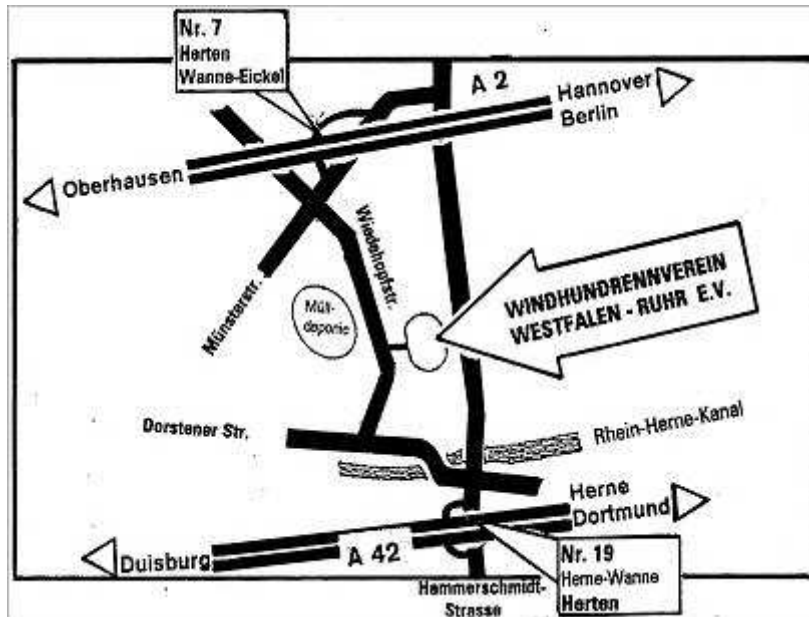 Nr. 7
Herten
Wanne-Eickel
A 2
Hannover
Berlin
Oberhausen
Wiedehopfstr.
Münsterstr.
Müll-
deponie
WINDHUNDRENNVEREIN
WESTFALEN - RUHR E.V.
Dorstener Str.
Rhein-Herne-Kanal
Herne
Dortmund
A 42
Duisburg
Nr. 19
Herne-Wanne
Herten
Hammerschmidt-
Strasse